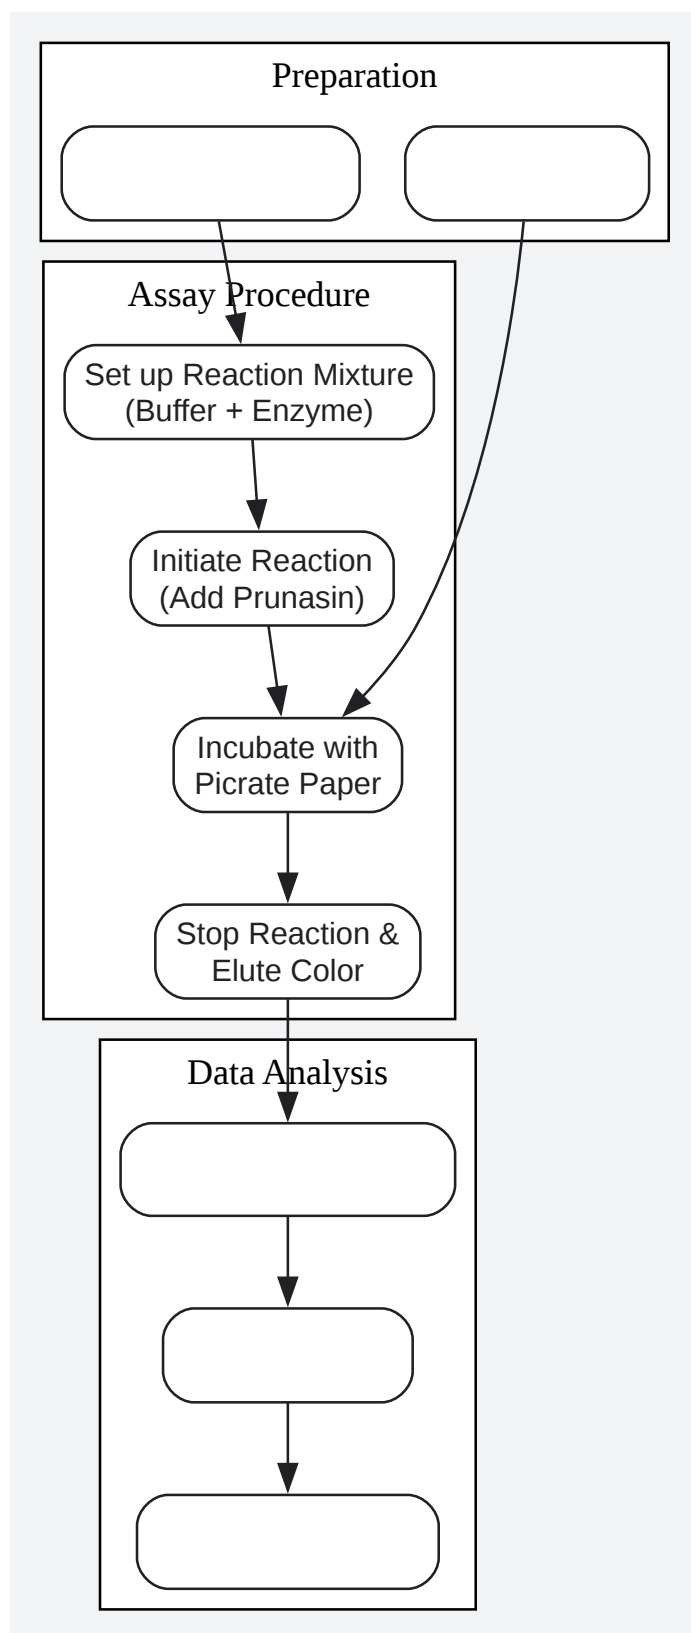 Preparation
Assay Procedure
Set up Reaction Mixture
(Buffer + Enzyme)
Initiate Reaction
(Add Prunasin)
Incubate with
Picrate Paper
Stop Reaction &
Elute Color
Data Analysis